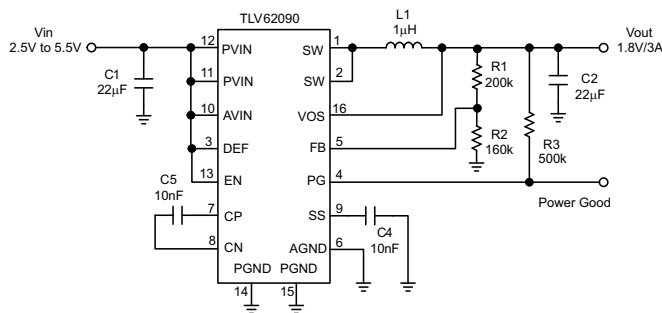 TLV62090
Vin
2.5V to 5.5V
C1
22μF
12 PVIN
11 PVIN
10 AVIN
3 DEF
13 EN
C5
10nF
7 CP
8 CN
PGND PGND
14 15
SW 1
SW 2
VOS 16
FB 5
PG 4
SS 9
AGND 6
L1
1μH
R1
200k
R2
160k
C2
22μF
R3
500k
C4
10nF
Vout
1.8V/3A
Power Good